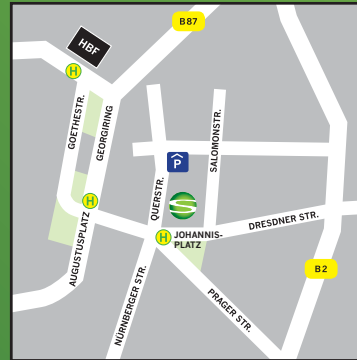 B87
HBF
H
GOETHESTR.
GEORGIRING
SALOMONSTR.
P
QUERSTR.
H
AUGUSTUSPLATZ
H
JOHANNIS-
PLATZ
DRESDNER STR.
B2
NÜRNBERGER STR.
PRAGER STR.